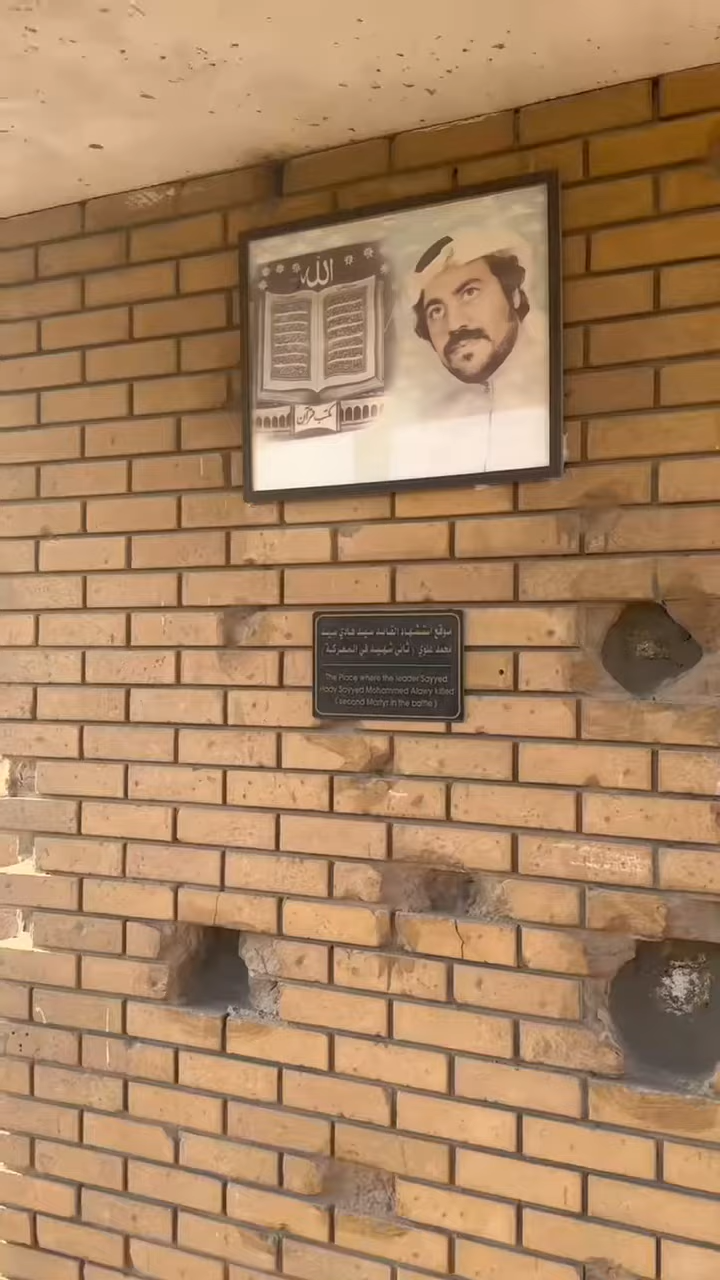 الله
مكتب قرآن
موقع استشهاد القائد سيد هادي سيد
محمد علوي ( ثاني شهيد في المعركة )
The Place where the leader Sayyed
Hady Sayyed Mohammed Alawy killed
( second Martyr in the battle )